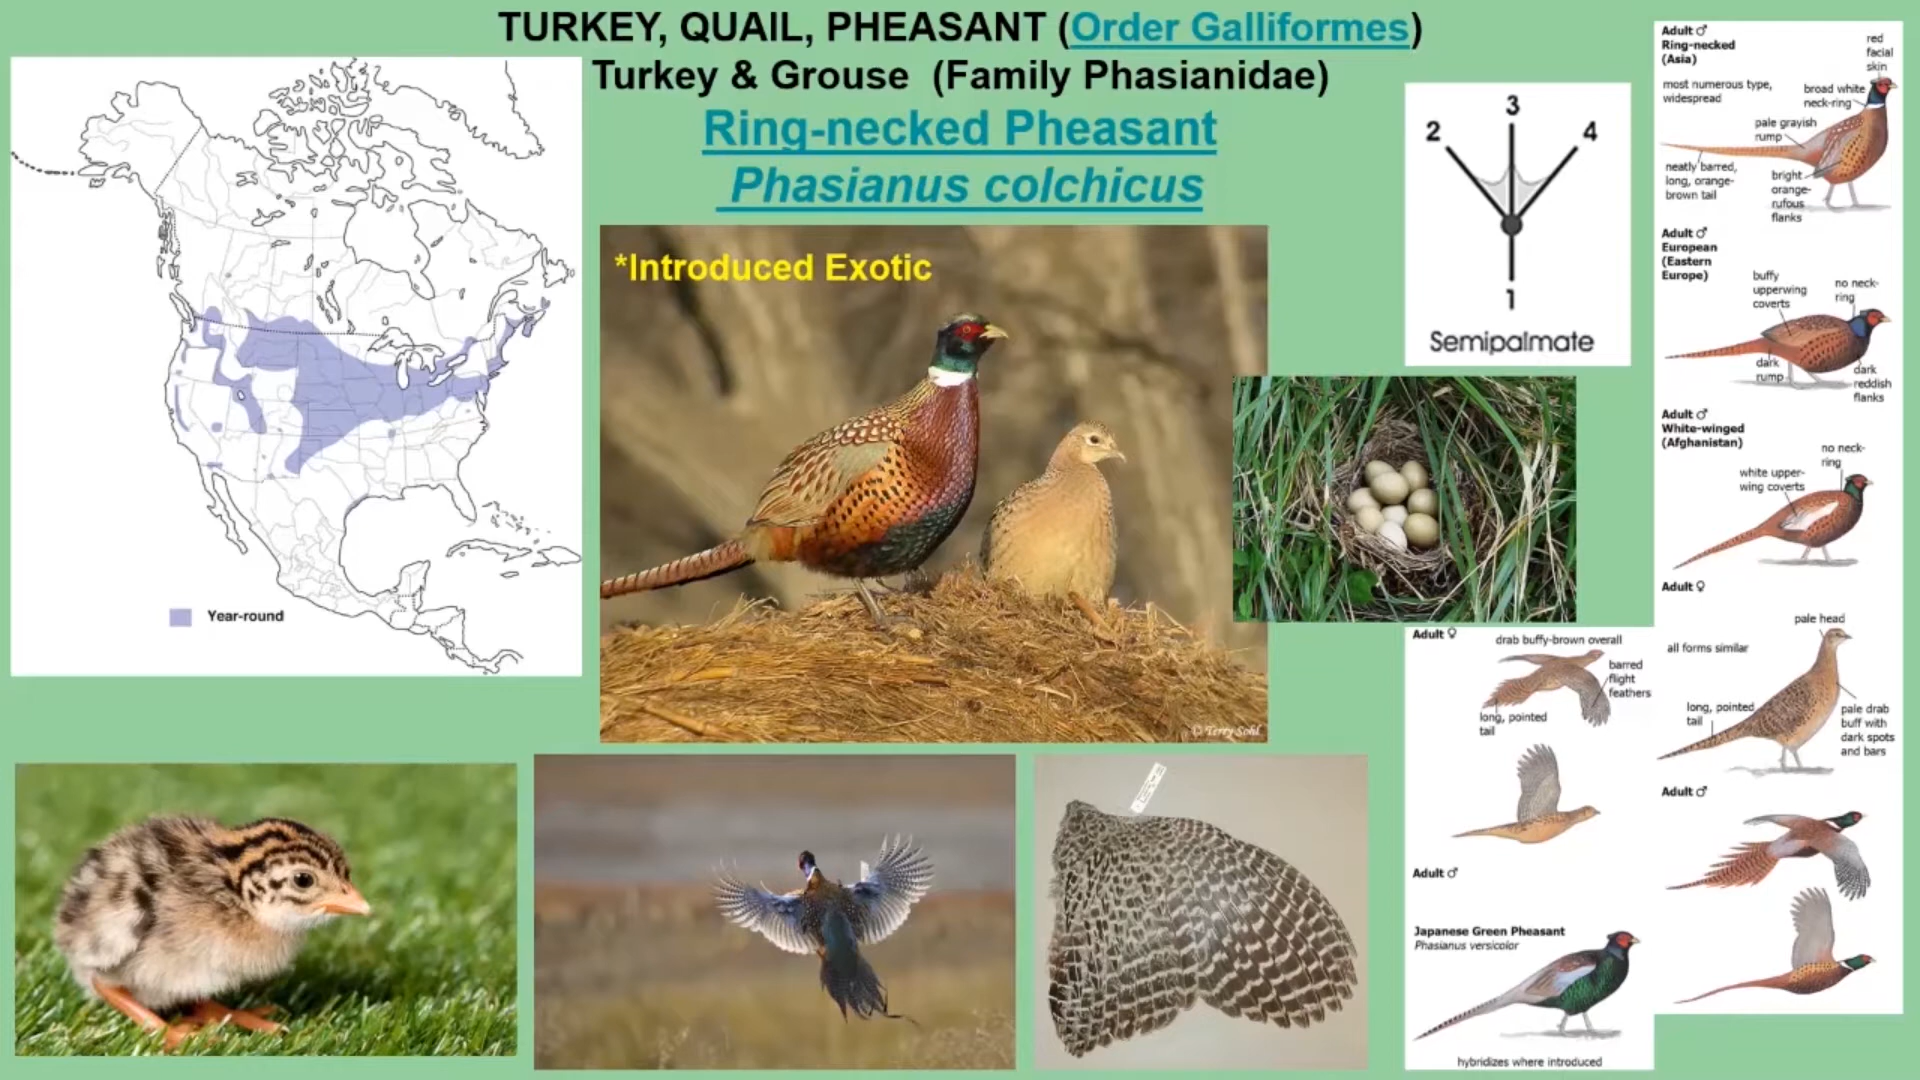 TURKEY, QUAIL, PHEASANT (Order Galliformes)
Turkey & Grouse (Family Phasianidae)
Ring-necked Pheasant
Phasianus colchicus
Year-round
*Introduced Exotic
© Terry Sohl
2
3
4
1
Semipalmate
Adult ♂
Ring-necked
(Asia)
red
facial
skin
most numerous type,
widespread
broad white
neck-ring
pale grayish
rump
neatly barred,
long, orange-
brown tail
bright
orange-
rufous
flanks
Adult ♂
European
(Eastern
Europe)
buffy
upperwing
coverts
no neck-
ring
dark
rump
dark
reddish
flanks
Adult ♂
White-winged
(Afghanistan)
no neck-
ring
white upper-
wing coverts
Adult ♀
pale head
all forms similar
long, pointed
tail
pale drab
buff with
dark spots
and bars
Adult ♂
Adult ♀
drab buffy-brown overall
barred
flight
feathers
long, pointed
tail
Adult ♂
Japanese Green Pheasant
Phasianus versicolor
hybridizes where introduced